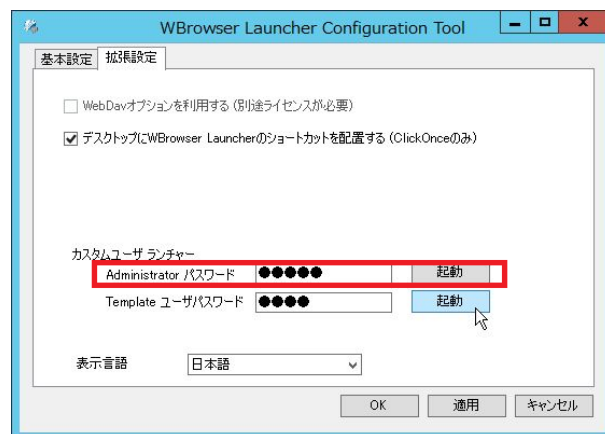 WBrowser Launcher Configuration Tool
基本設定 拡張設定
WebDavオプションを利用する (別途ライセンスが必要)
デスクトップにWBrowser Launcherのショートカットを配置する (ClickOnceのみ)
カスタムユーザ ランチャー
Administrator パスワード ●●●●● 起動
Template ユーザパスワード ●●●● 起動
表示言語 日本語
OK 適用 キャンセル